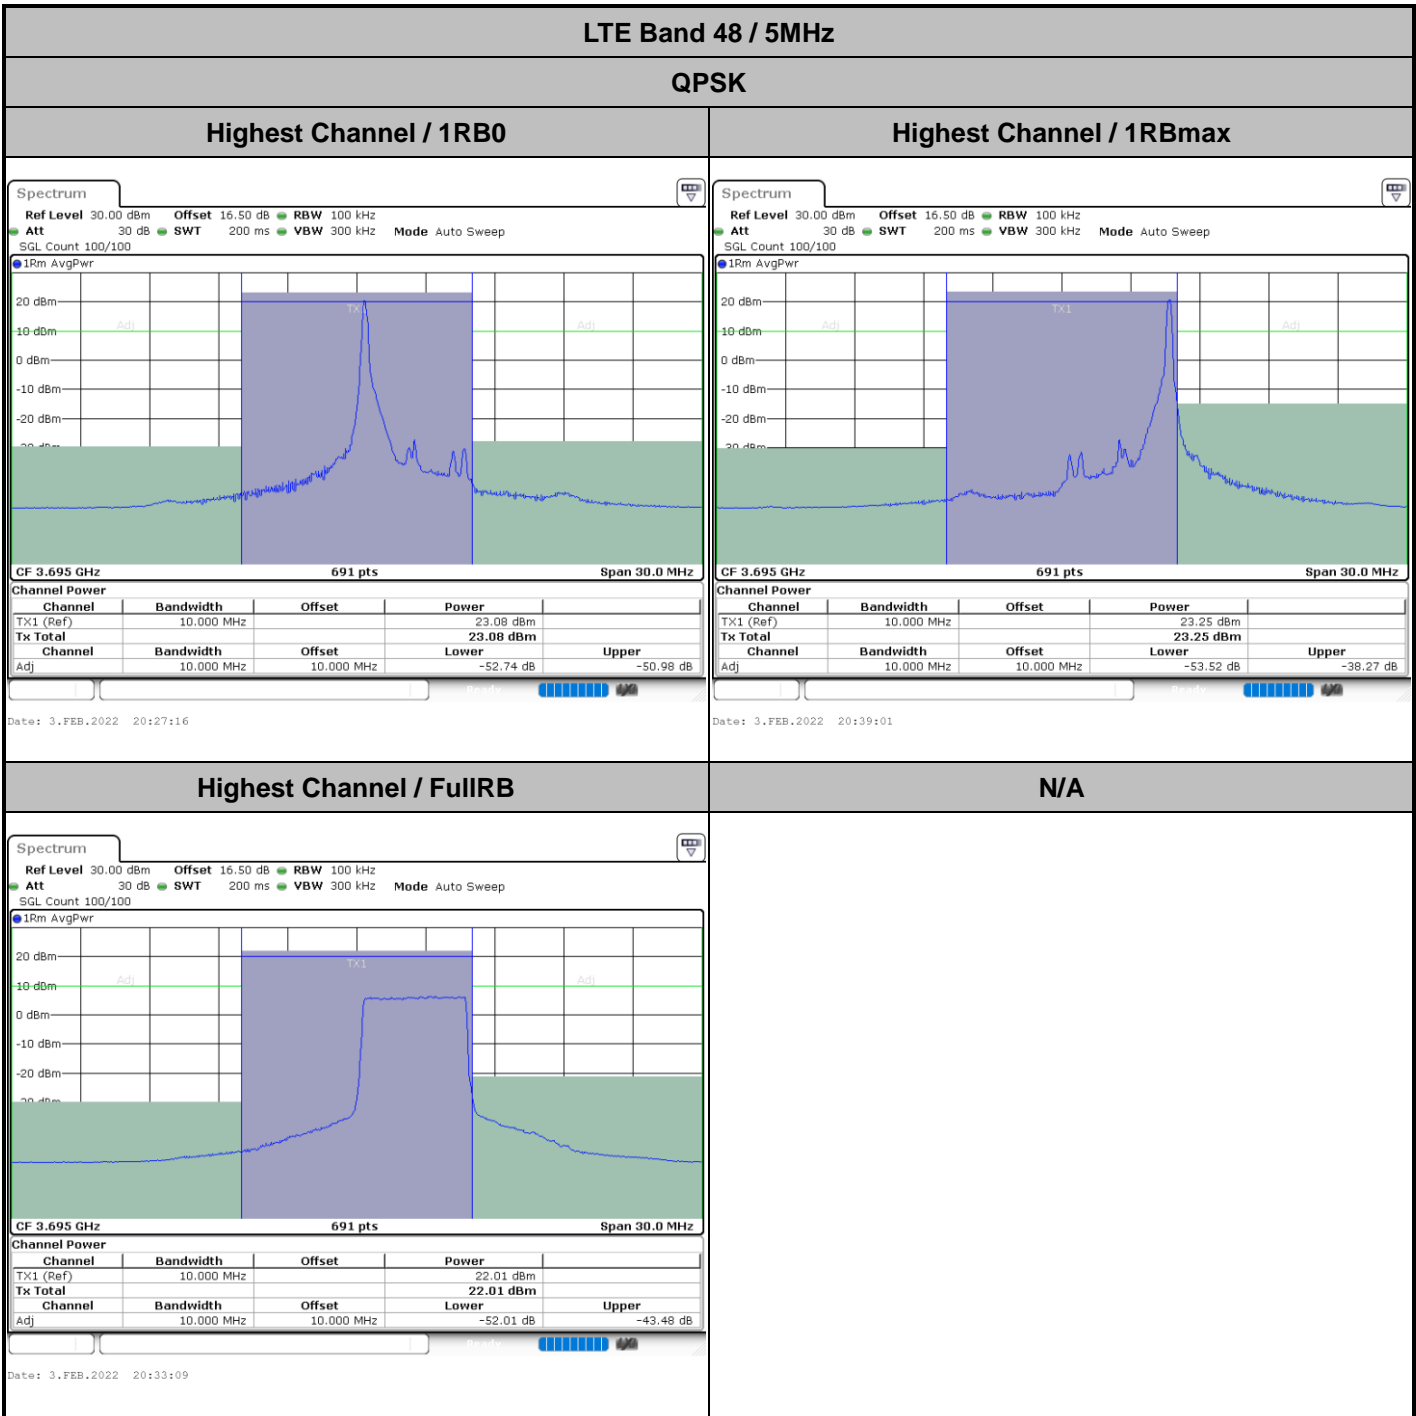 LTE Band 48 / 5MHz
QPSK
Highest Channel / 1RB0
Highest Channel / 1RBmax
Spectrum
Ref Level 30.00 dBm Offset 16.50 dB RBW 100 kHz
Att 30 dB SWT 200 ms VBW 300 kHz Mode Auto Sweep
SGL Count 100/100
1Rm AvgPwr
20 dBm
TX1
Adj
Adj
10 dBm
0 dBm
-10 dBm
-20 dBm
CF 3.695 GHz 691 pts Span 30.0 MHz
Channel Power
Channel Bandwidth Offset Power
TX1 (Ref) 10.000 MHz 23.08 dBm
Tx Total 23.08 dBm
Channel Bandwidth Offset Lower Upper
Adj 10.000 MHz 10.000 MHz -52.74 dB -50.98 dB
Ready
Date: 3.FEB.2022 20:27:16
Spectrum
Ref Level 30.00 dBm Offset 16.50 dB RBW 100 kHz
Att 30 dB SWT 200 ms VBW 300 kHz Mode Auto Sweep
SGL Count 100/100
1Rm AvgPwr
20 dBm
TX1
Adj
Adj
10 dBm
0 dBm
-10 dBm
-20 dBm
CF 3.695 GHz 691 pts Span 30.0 MHz
Channel Power
Channel Bandwidth Offset Power
TX1 (Ref) 10.000 MHz 23.25 dBm
Tx Total 23.25 dBm
Channel Bandwidth Offset Lower Upper
Adj 10.000 MHz 10.000 MHz -53.52 dB -38.27 dB
Ready
Date: 3.FEB.2022 20:39:01
Highest Channel / FullRB
N/A
Spectrum
Ref Level 30.00 dBm Offset 16.50 dB RBW 100 kHz
Att 30 dB SWT 200 ms VBW 300 kHz Mode Auto Sweep
SGL Count 100/100
1Rm AvgPwr
20 dBm
TX1
Adj
Adj
10 dBm
0 dBm
-10 dBm
-20 dBm
CF 3.695 GHz 691 pts Span 30.0 MHz
Channel Power
Channel Bandwidth Offset Power
TX1 (Ref) 10.000 MHz 22.01 dBm
Tx Total 22.01 dBm
Channel Bandwidth Offset Lower Upper
Adj 10.000 MHz 10.000 MHz -52.01 dB -43.48 dB
Ready
Date: 3.FEB.2022 20:33:09